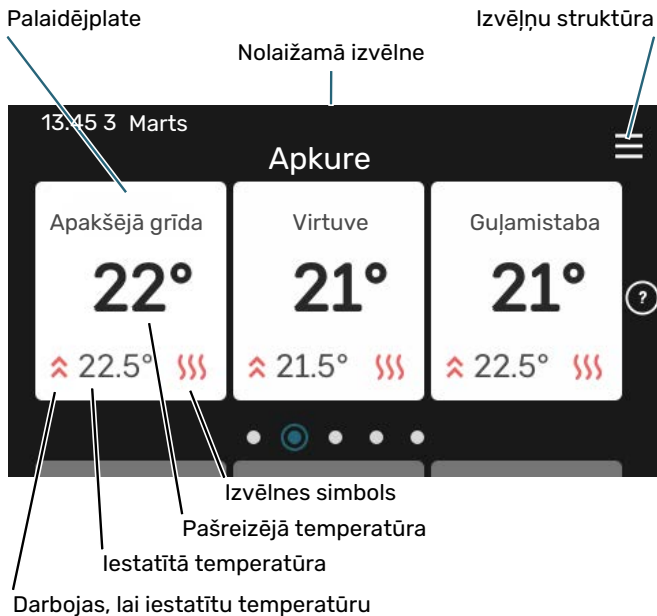 Palaidējplate
Izvēļņu struktūra
Nolaižamā izvēlne
13.45 3 Marts
Apkure
Apakšējā grīda
Virtuve
Guļamistaba
22°
21°
21°
?
22.5°
21.5°
22.5°
Izvēlnes simbols
Pašreizējā temperatūra
Iestatītā temperatūra
Darbojas, lai iestatītu temperatūru